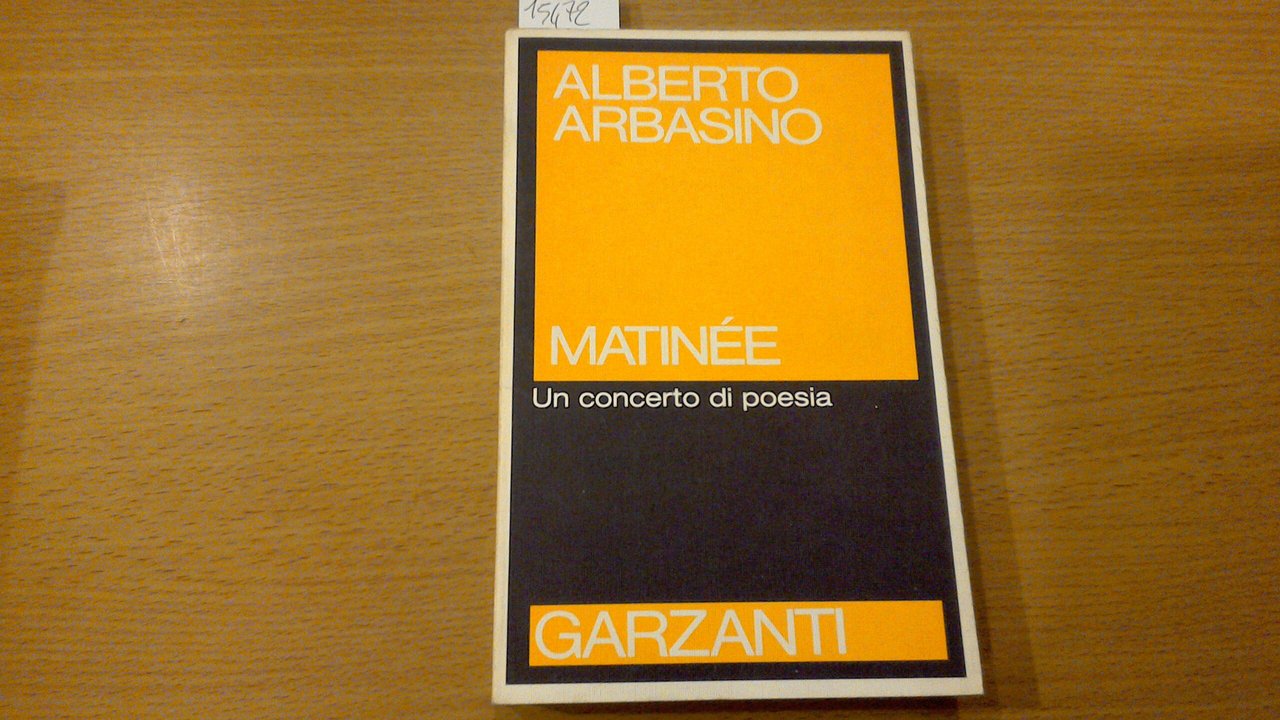 15472
ALBERTO
ARBASINO
MATINÉE
Un concerto di poesia
GARZANTI